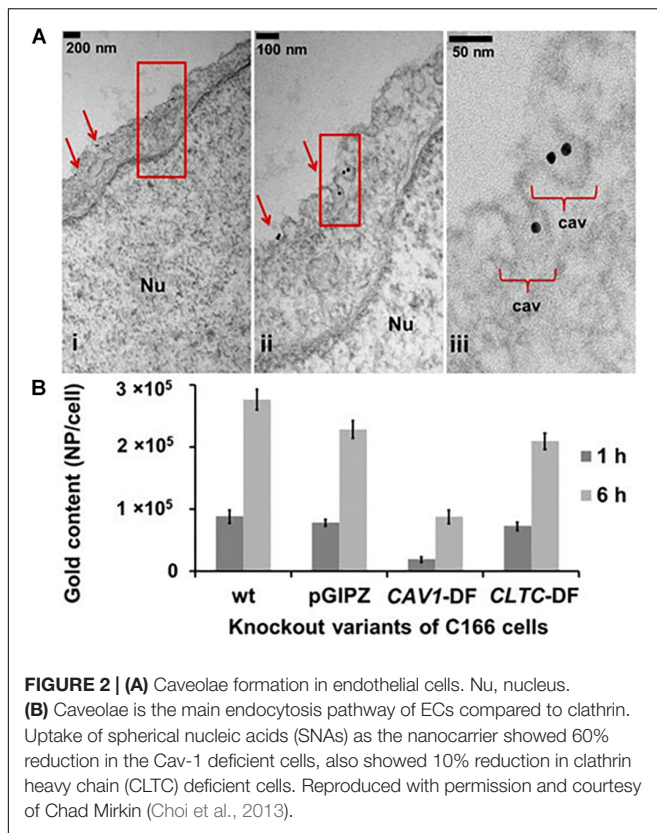 A
200 nm
100 nm
50 nm
cav
cav
Nu
Nu
i
ii
iii
B
Gold content (NP/cell)
3 ×10⁵
2 ×10⁵
1 ×10⁵
0
1 h
6 h
wt
pGIPZ
CAV1-DF
CLTC-DF
Knockout variants of C166 cells
FIGURE 2 | (A) Caveolae formation in endothelial cells. Nu, nucleus.
(B) Caveolae is the main endocytosis pathway of ECs compared to clathrin.
Uptake of spherical nucleic acids (SNAs) as the nanocarrier showed 60%
reduction in the Cav-1 deficient cells, also showed 10% reduction in clathrin
heavy chain (CLTC) deficient cells. Reproduced with permission and courtesy
of Chad Mirkin (Choi et al., 2013).